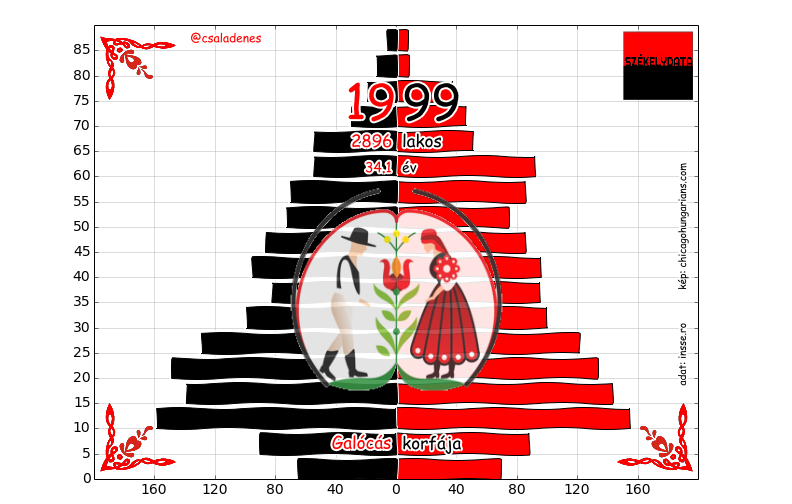 @csaladenes
SZÉKELYDATA
1999
2896 lakos
34.1 év
kép: chicagohungarians.com
adat: insse.ro
Galócás korfája
85
80
75
70
65
60
55
50
45
40
35
30
25
20
15
10
5
0
160 120 80 40 0 40 80 120 160